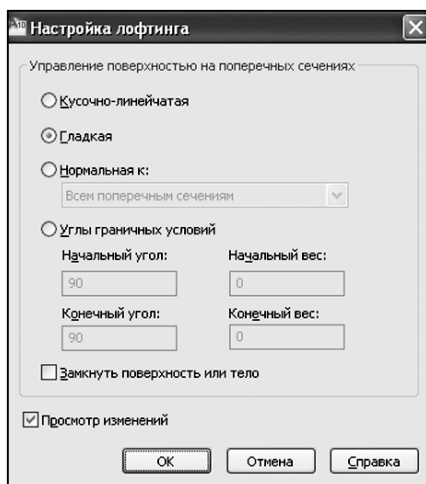 Настройка лофтинга
Управление поверхностью на поперечных сечениях
Кусочно-линейчатая
Гладкая
Нормальная к:
Всем поперечным сечениям
Углы граничных условий
Начальный угол: Начальный вес:
90 0
Конечный угол: Конечный вес:
90 0
Замкнуть поверхность или тело
Просмотр изменений
ОК Отмена Справка